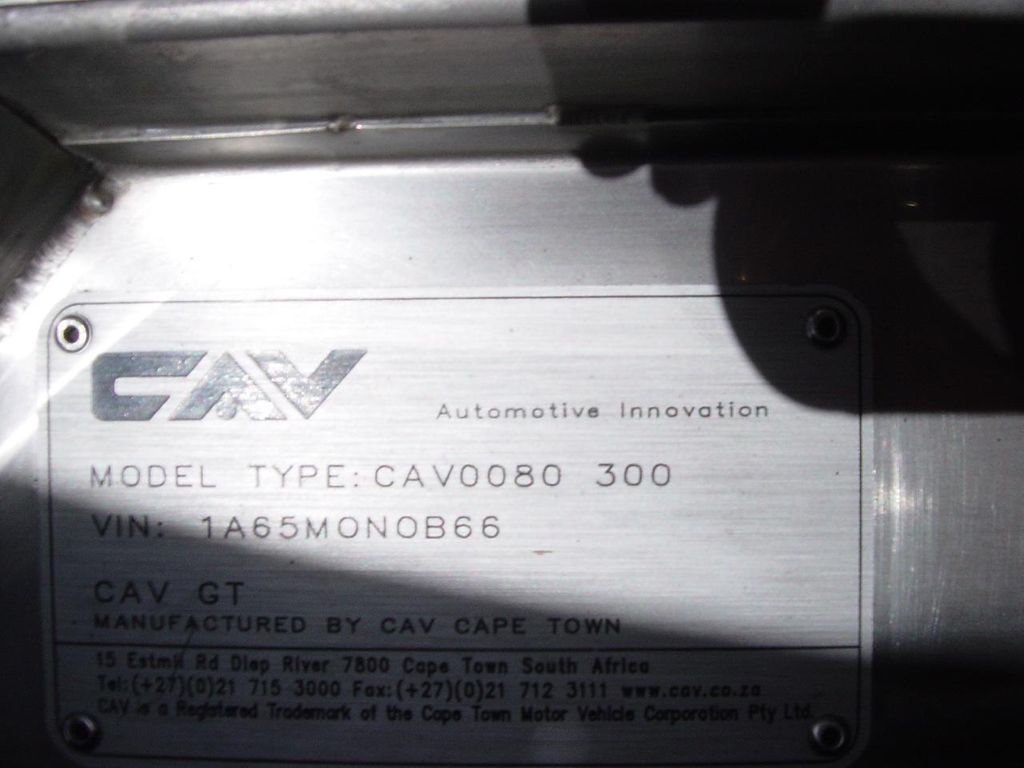 CAV
Automotive Innovation
MODEL TYPE: CAV0080 300
VIN: 1A65MONOB66
CAV GT
MANUFACTURED BY CAV CAPE TOWN
15 Estmil Rd Diep River 7800 Cape Town South Africa
Tel:(+27)(0)21 715 3000 Fax:(+27)(0)21 712 3111 www.cav.co.za
CAV is a Registered Trademark of the Cape Town Motor Vehicle Corporation Pty Ltd.